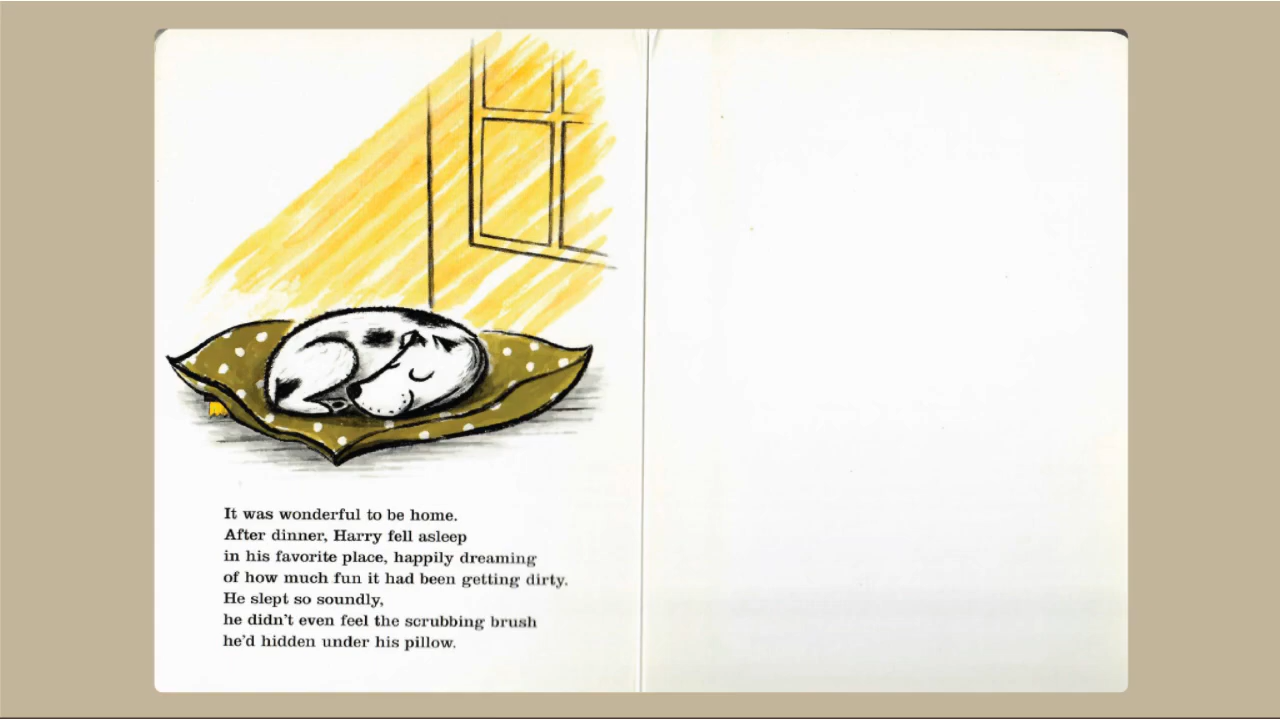 It was wonderful to be home.
After dinner, Harry fell asleep
in his favorite place, happily dreaming
of how much fun it had been getting dirty.
He slept so soundly,
he didn't even feel the scrubbing brush
he'd hidden under his pillow.